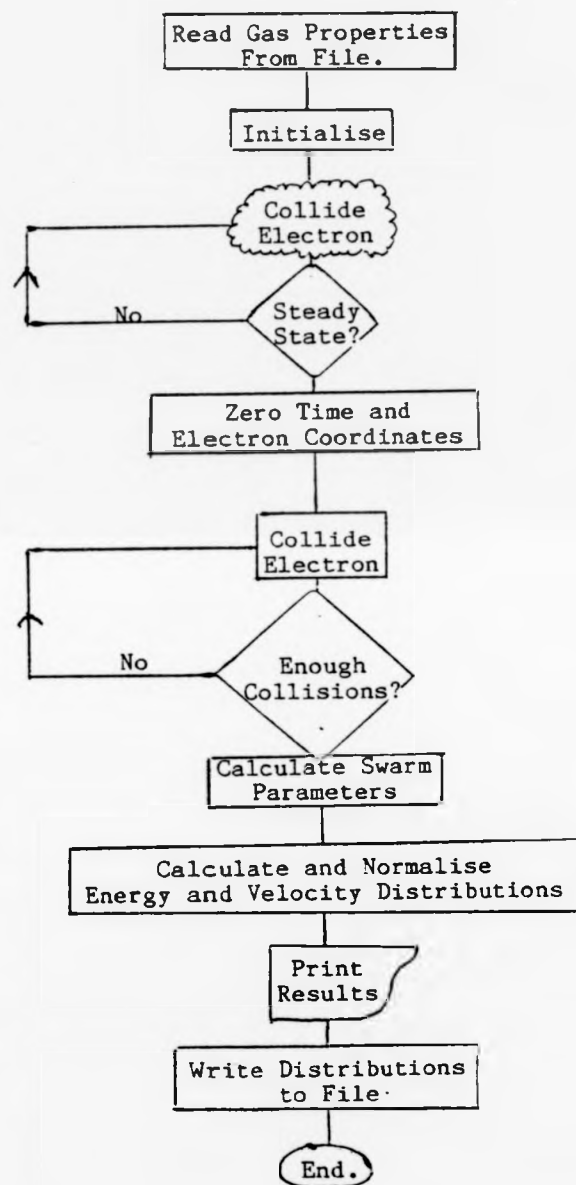 Read Gas Properties
From File.
Initialise
Collide
Electron
No
Steady
State?
Zero Time and
Electron Coordinates
Collide
Electron
No
Enough
Collisions?
Calculate Swarm
Parameters
Calculate and Normalise
Energy and Velocity Distributions
Print
Results
Write Distributions
to File.
End.